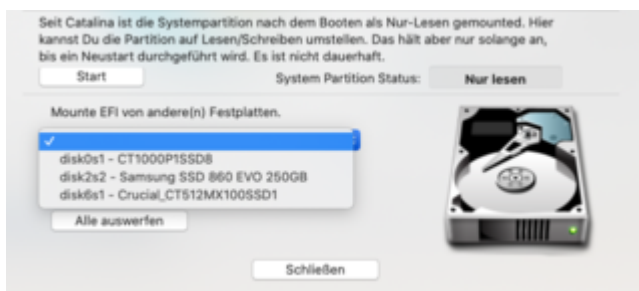 Seit Catalina ist die Systempartition nach dem Booten als Nur-Lesen gemounted. Hier
kannst Du die Partition auf Lesen/Schreiben umstellen. Das hält aber nur solange an,
bis ein Neustart durchgeführt wird. Es ist nicht dauerhaft.
Start System Partition Status: Nur lesen
Mounte EFI von andere(n) Festplatten.
✓
disk0s1 - CT1000P1SSD8
disk2s2 - Samsung SSD 860 EVO 250GB
disk6s1 - Crucial_CT512MX100SSD1
Alle auswerfen
Schließen